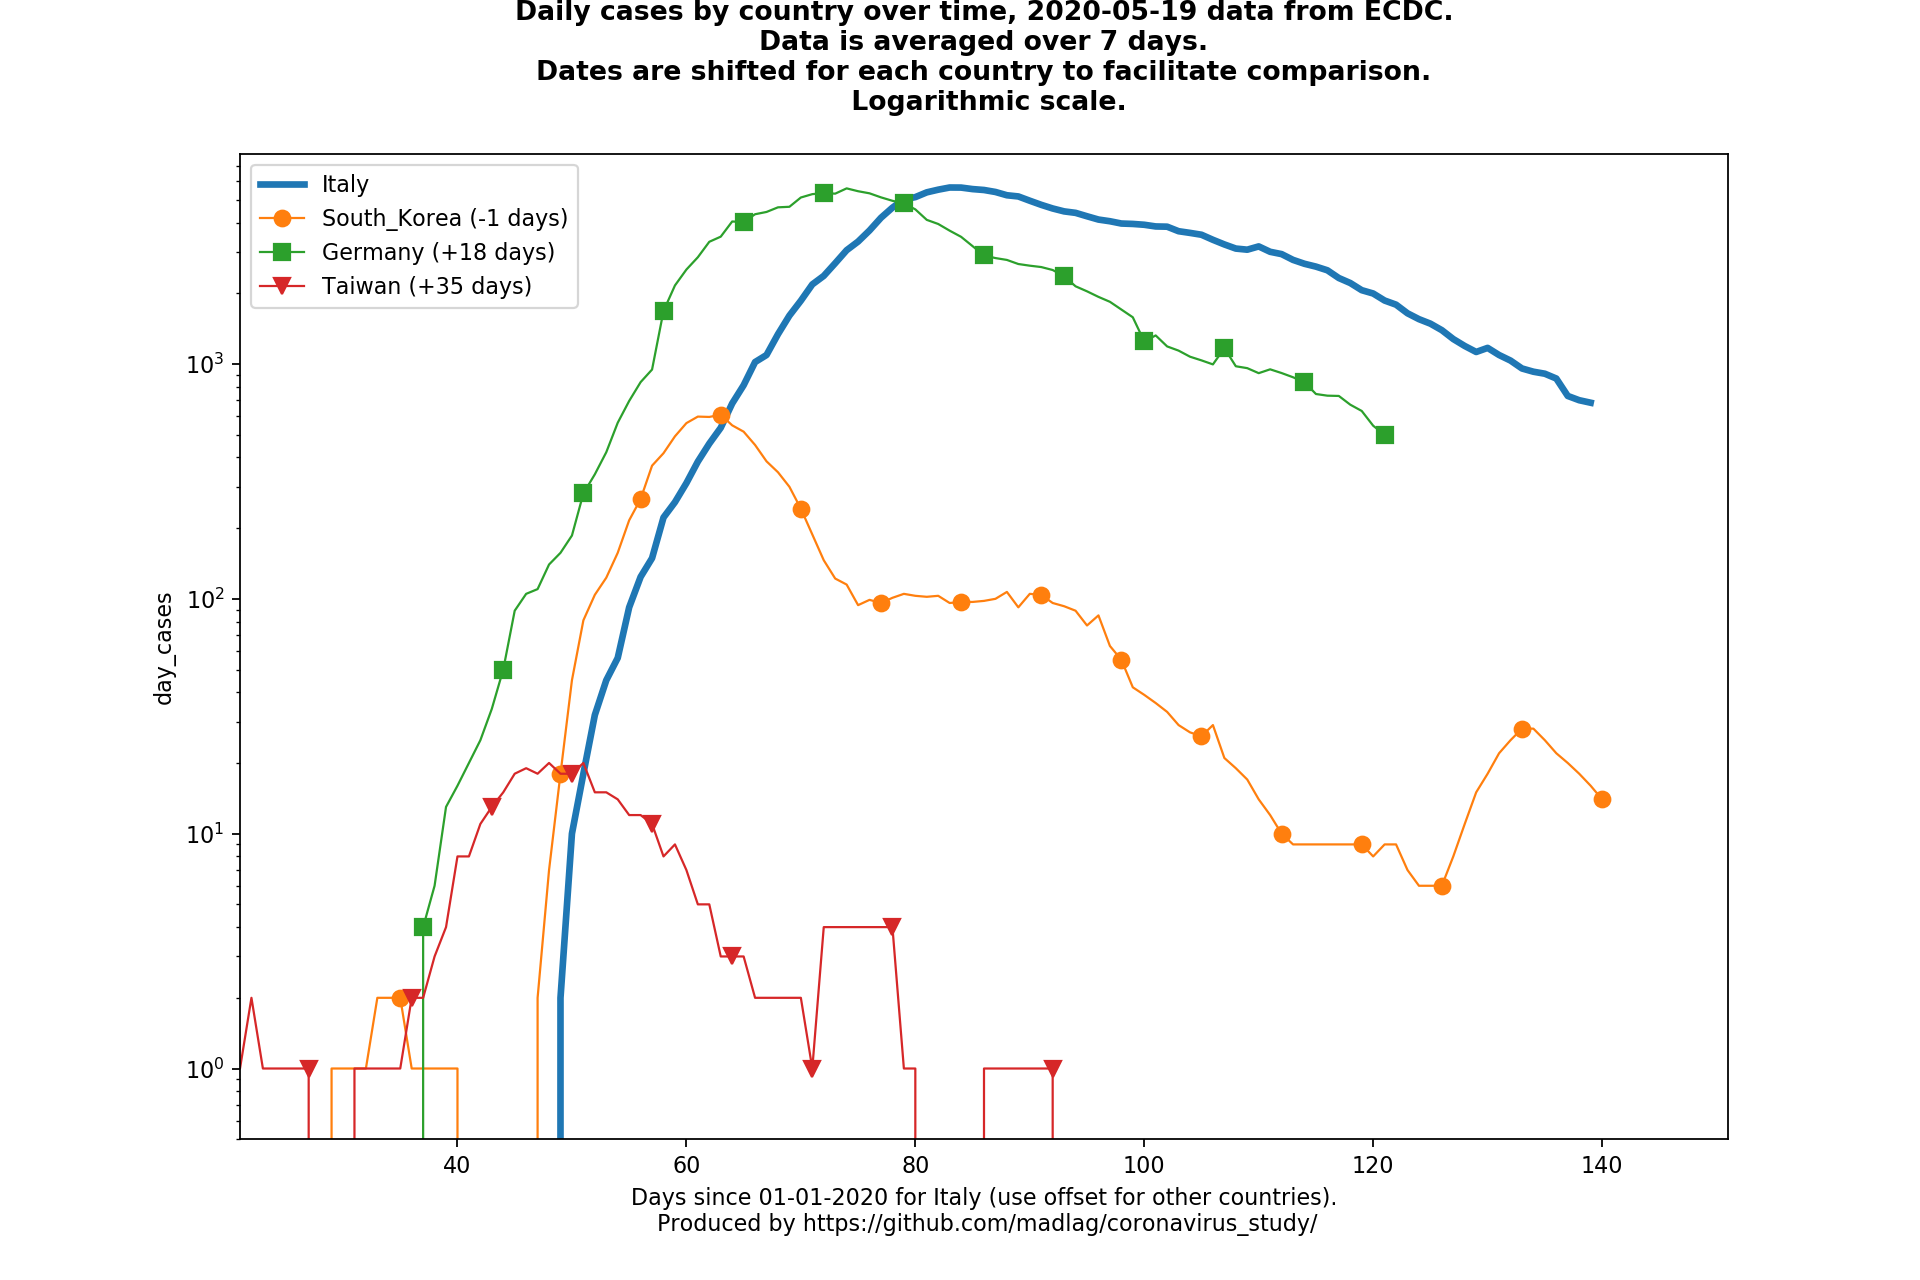 Daily cases by country over time, 2020-05-19 data from ECDC.
Data is averaged over 7 days.
Dates are shifted for each country to facilitate comparison.
Logarithmic scale.
Italy
South_Korea (-1 days)
Germany (+18 days)
Taiwan (+35 days)
day_cases
10³
10²
10¹
10⁰
40 60 80 100 120 140
Days since 01-01-2020 for Italy (use offset for other countries).
Produced by https://github.com/madlag/coronavirus_study/